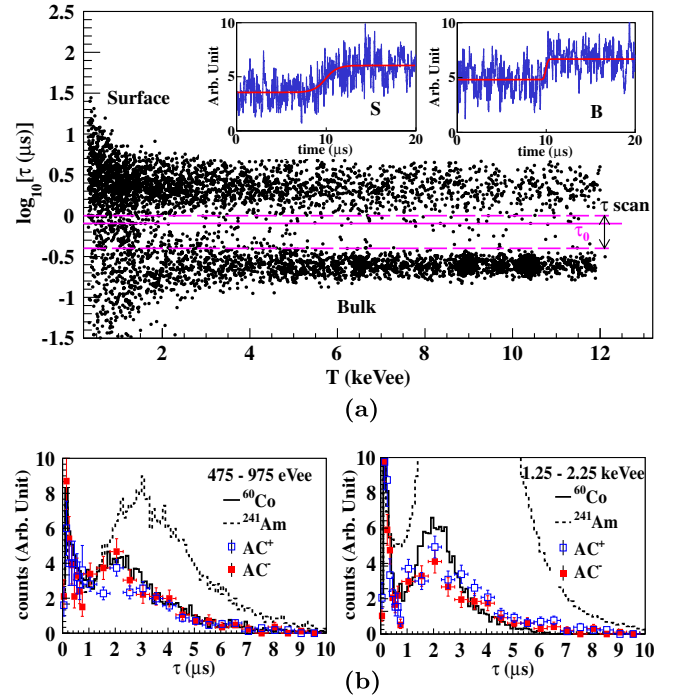 2.5
2
1.5
1
0.5
0
-0.5
-1
-1.5
log10[τ (μs)]
Surface
Bulk
10
5
0
Arb. Unit
S
0 10 20
time (μs)
10
5
0
Arb. Unit
B
0 10 20
time (μs)
τ scan
τ0
2 4 6 8 10 12
T (keVee)
(a)
10
8
6
4
2
0
counts (Arb. Unit)
475 - 975 eVee
60Co
241Am
AC+
AC-
0 1 2 3 4 5 6 7 8 9 10
τ (μs)
10
8
6
4
2
0
counts (Arb. Unit)
1.25 - 2.25 keVee
60Co
241Am
AC+
AC-
0 1 2 3 4 5 6 7 8 9 10
τ (μs)
(b)